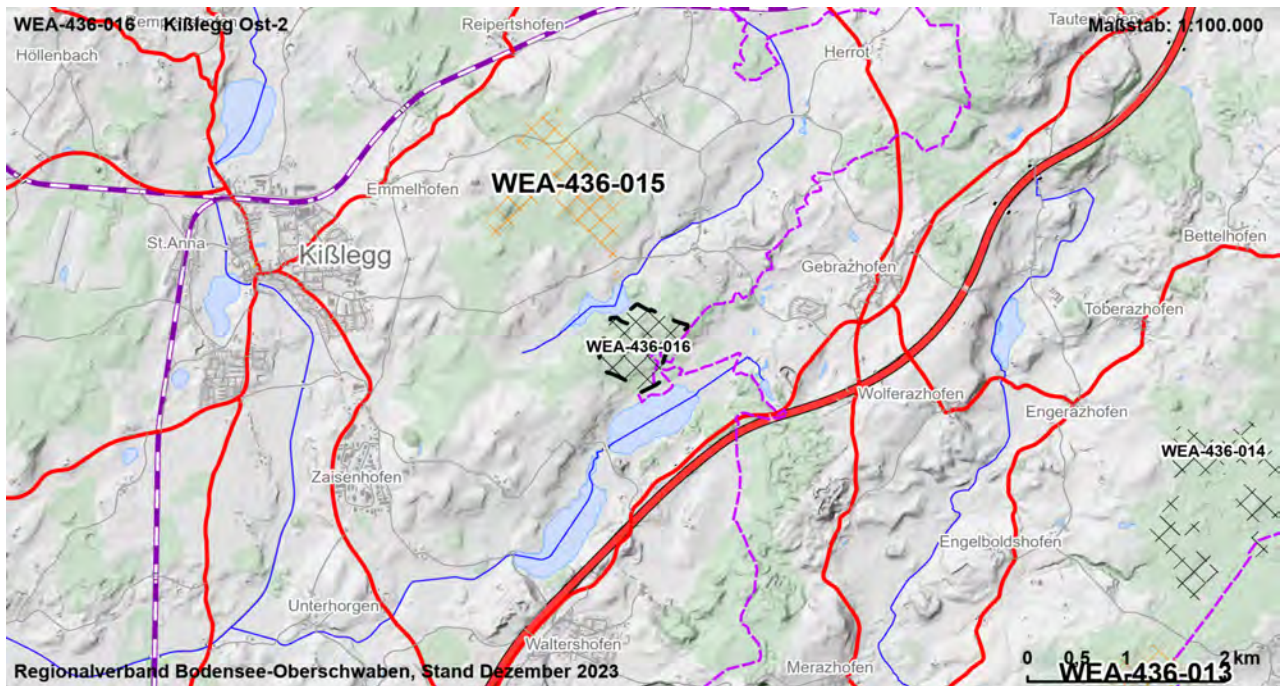 WEA-436-016 Kißlegg Ost-2
Maßstab: 1:100.000
Reipertshofen
Höllenbach
Herrot
WEA-436-015
Emmelhofen
St.Anna
Kißlegg
Bettelhofen
Gebrazhofen
Toberazhofen
WEA-436-016
Wolferazhofen
Engerazhofen
WEA-436-014
Zaisenhofen
Engelboldshofen
Unterhorgen
Waltershofen
Merazhofen
0 0,5 1 2 km
WEA-436-013
Regionalverband Bodensee-Oberschwaben, Stand Dezember 2023